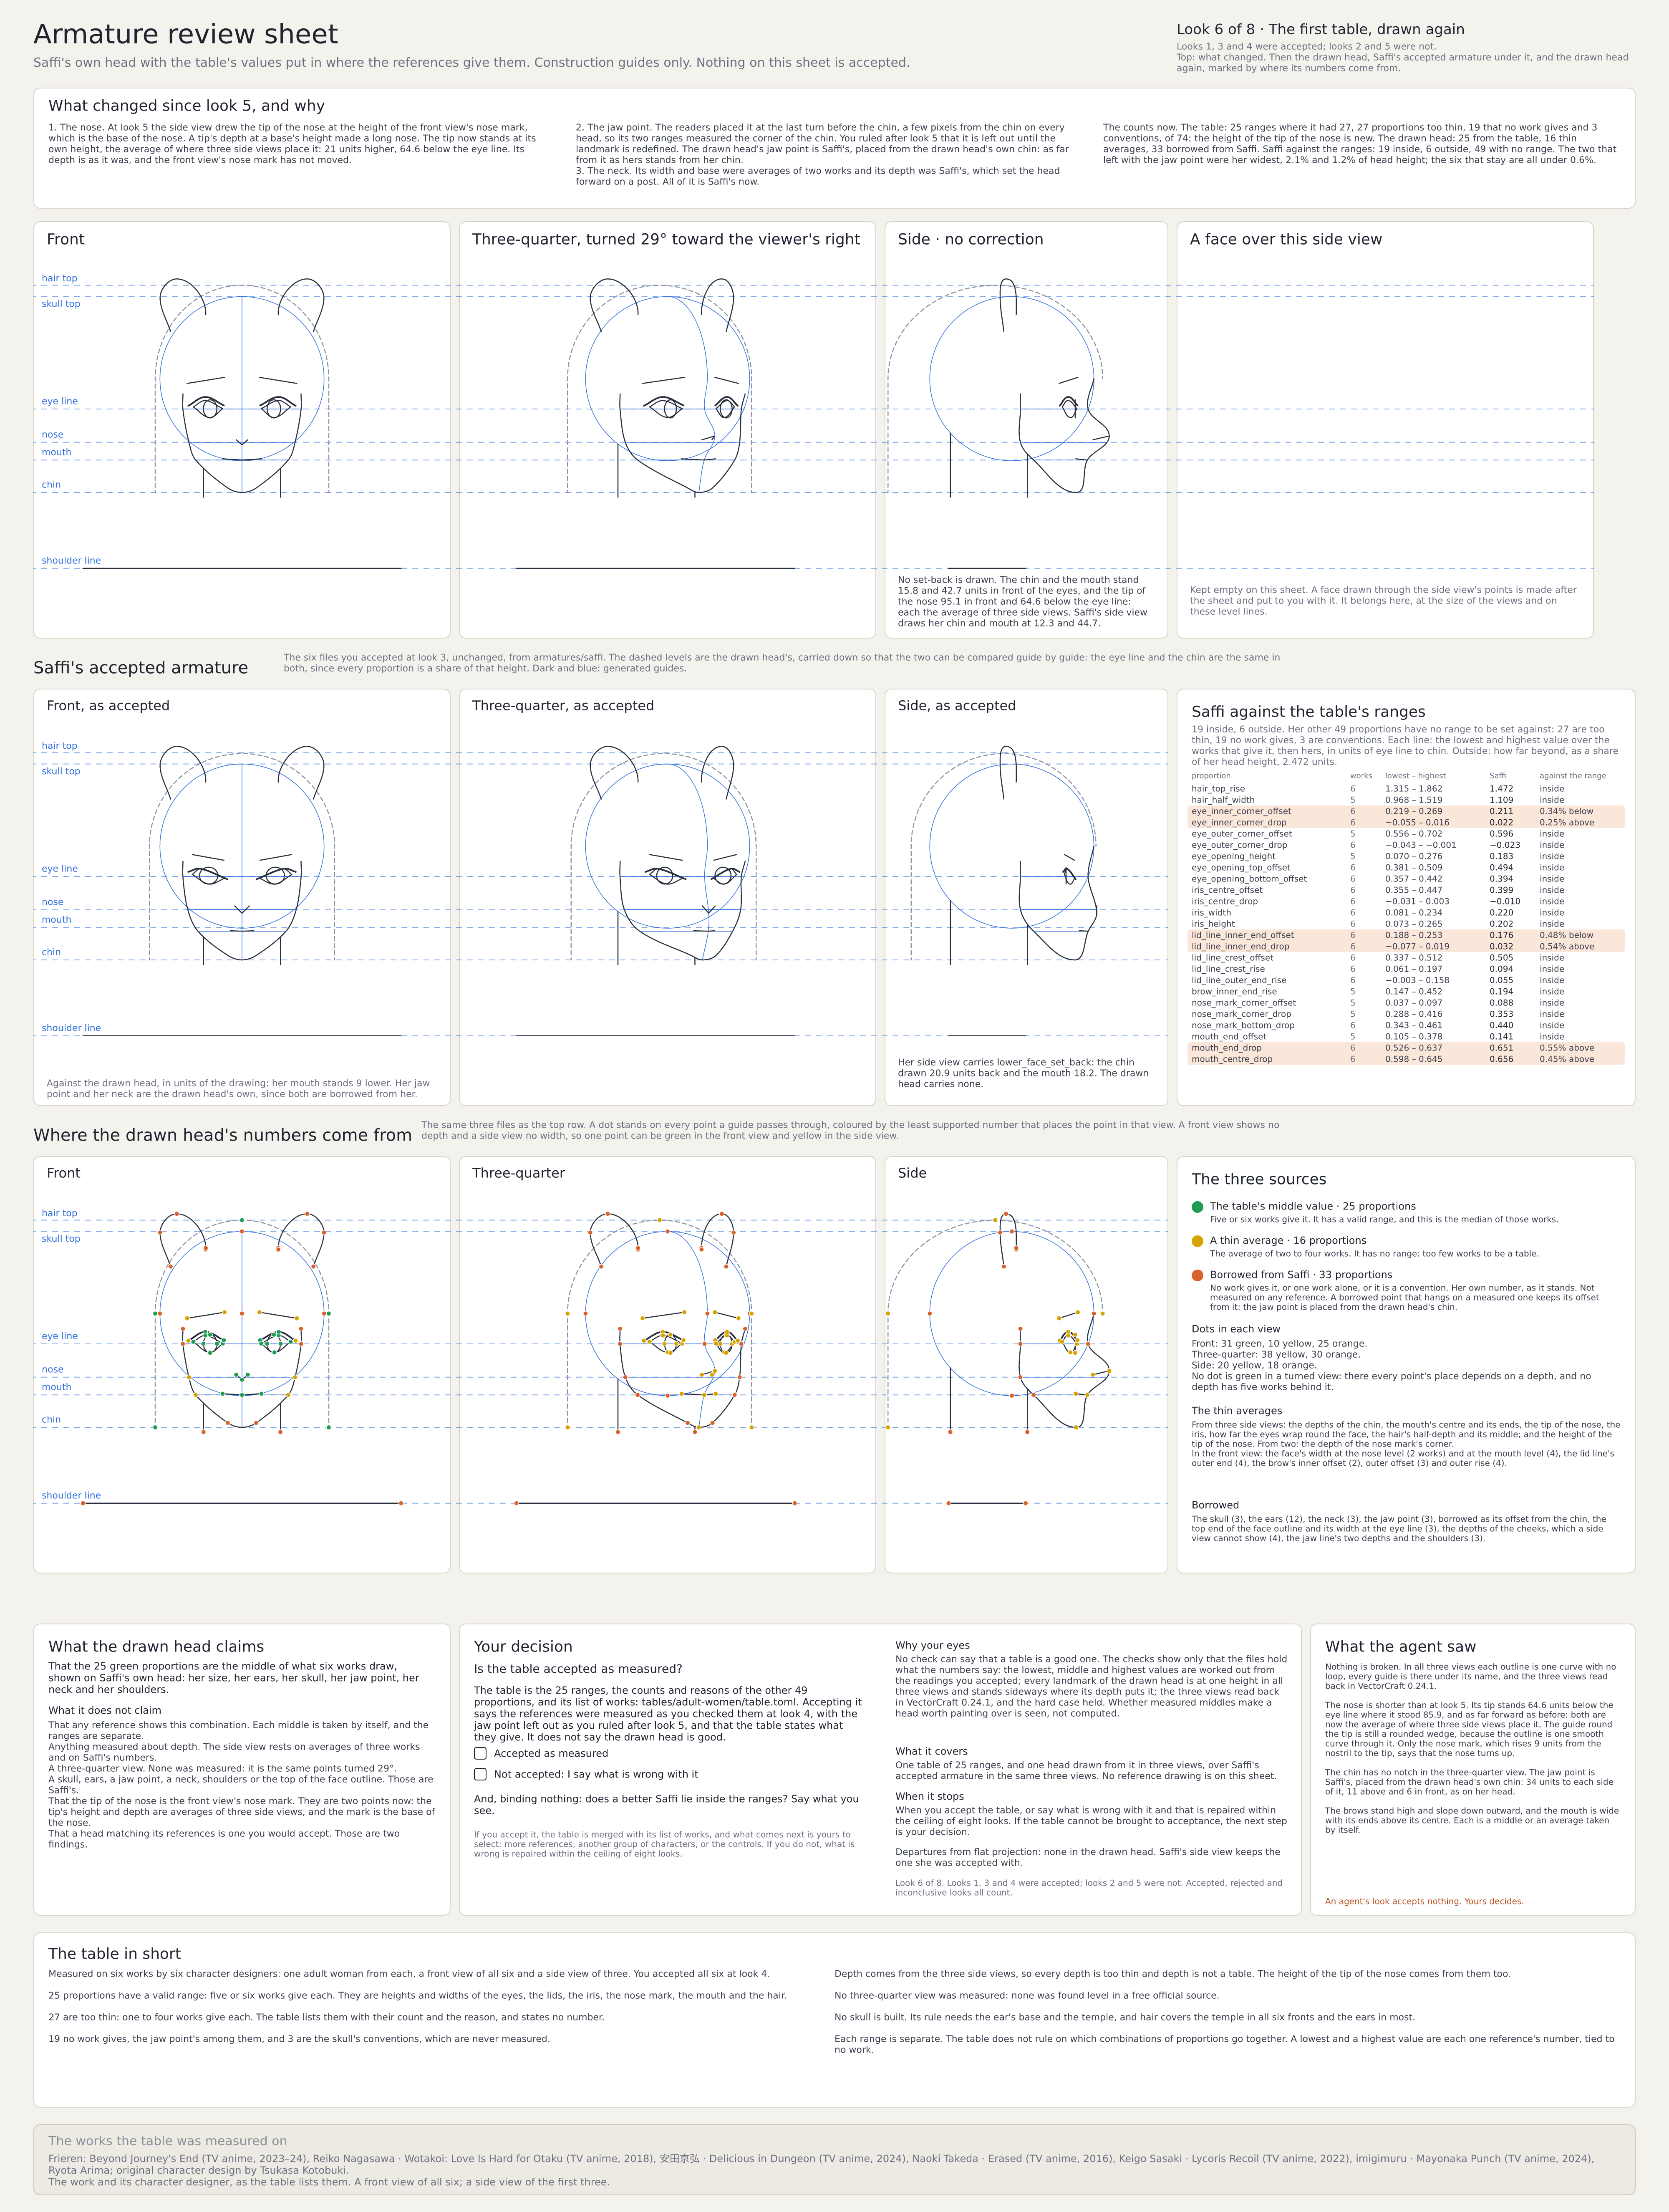 Armature review sheet
Saffi's own head with the table's values put in where the references give them. Construction guides only. Nothing on this sheet is accepted.
Look 6 of 8 · The first table, drawn again
Looks 1, 3 and 4 were accepted; looks 2 and 5 were not.
Top: what changed. Then the drawn head, Saffi's accepted armature under it, and the drawn head
again, marked by where its numbers come from.
What changed since look 5, and why
1. The nose. At look 5 the side view drew the tip of the nose at the height of the front view's nose mark,
which is the base of the nose. A tip's depth at a base's height made a long nose. The tip now stands at its
own height, the average of where three side views place it: 21 units higher, 64.6 below the eye line. Its
depth is as it was, and the front view's nose mark has not moved.
2. The jaw point. The readers placed it at the last turn before the chin, a few pixels from the chin on every
head, so its two ranges measured the corner of the chin. You ruled after look 5 that it is left out until the
landmark is redefined. The drawn head's jaw point is Saffi's, placed from the drawn head's own chin: as far
from it as hers stands from her chin.
3. The neck. Its width and base were averages of two works and its depth was Saffi's, which set the head
forward on a post. All of it is Saffi's now.
The counts now. The table: 25 ranges where it had 27, 27 proportions too thin, 19 that no work gives and 3
conventions, of 74: the height of the tip of the nose is new. The drawn head: 25 from the table, 16 thin
averages, 33 borrowed from Saffi. Saffi against the ranges: 19 inside, 6 outside, 49 with no range. The two that
left with the jaw point were her widest, 2.1% and 1.2% of head height; the six that stay are all under 0.6%.
Front
Three-quarter, turned 29° toward the viewer's right
Side · no correction
A face over this side view
hair top
skull top
eye line
nose
mouth
chin
shoulder line
No set-back is drawn. The chin and the mouth stand
15.8 and 42.7 units in front of the eyes, and the tip of
the nose 95.1 in front and 64.6 below the eye line:
each the average of three side views. Saffi's side view
draws her chin and mouth at 12.3 and 44.7.
Kept empty on this sheet. A face drawn through the side view's points is made after
the sheet and put to you with it. It belongs here, at the size of the views and on
these level lines.
Saffi's accepted armature
The six files you accepted at look 3, unchanged, from armatures/saffi. The dashed levels are the drawn head's, carried down so that the two can be compared guide by guide: the eye line and the chin are the same in
both, since every proportion is a share of that height. Dark and blue: generated guides.
Front, as accepted
Three-quarter, as accepted
Side, as accepted
hair top
skull top
eye line
nose
mouth
chin
shoulder line
Against the drawn head, in units of the drawing: her mouth stands 9 lower. Her jaw
point and her neck are the drawn head's own, since both are borrowed from her.
Her side view carries lower_face_set_back: the chin
drawn 20.9 units back and the mouth 18.2. The drawn
head carries none.
Saffi against the table's ranges
19 inside, 6 outside. Her other 49 proportions have no range to be set against: 27 are too
thin, 19 no work gives, 3 are conventions. Each line: the lowest and highest value over the
works that give it, then hers, in units of eye line to chin. Outside: how far beyond, as a share
of her head height, 2.472 units.
proportion works lowest – highest Saffi against the range
hair_top_rise 6 1.315 – 1.862 1.472 inside
hair_half_width 5 0.968 – 1.519 1.109 inside
eye_inner_corner_offset 6 0.219 – 0.269 0.211 0.34% below
eye_inner_corner_drop 6 −0.055 – 0.016 0.022 0.25% above
eye_outer_corner_offset 5 0.556 – 0.702 0.596 inside
eye_outer_corner_drop 6 −0.043 – −0.001 −0.023 inside
eye_opening_height 5 0.070 – 0.276 0.183 inside
eye_opening_top_offset 6 0.381 – 0.509 0.494 inside
eye_opening_bottom_offset 6 0.357 – 0.442 0.394 inside
iris_centre_offset 6 0.355 – 0.447 0.399 inside
iris_centre_drop 6 −0.031 – 0.003 −0.010 inside
iris_width 6 0.081 – 0.234 0.220 inside
iris_height 6 0.073 – 0.265 0.202 inside
lid_line_inner_end_offset 6 0.188 – 0.253 0.176 0.48% below
lid_line_inner_end_drop 6 −0.077 – 0.019 0.032 0.54% above
lid_line_crest_offset 6 0.337 – 0.512 0.505 inside
lid_line_crest_rise 6 0.061 – 0.197 0.094 inside
lid_line_outer_end_rise 6 −0.003 – 0.158 0.055 inside
brow_inner_end_rise 5 0.147 – 0.452 0.194 inside
nose_mark_corner_offset 5 0.037 – 0.097 0.088 inside
nose_mark_corner_drop 5 0.288 – 0.416 0.353 inside
nose_mark_bottom_drop 6 0.343 – 0.461 0.440 inside
mouth_end_offset 5 0.105 – 0.378 0.141 inside
mouth_end_drop 6 0.526 – 0.637 0.651 0.55% above
mouth_centre_drop 6 0.598 – 0.645 0.656 0.45% above
Where the drawn head's numbers come from
The same three files as the top row. A dot stands on every point a guide passes through, coloured by the least supported number that places the point in that view. A front view shows no
depth and a side view no width, so one point can be green in the front view and yellow in the side view.
Front
Three-quarter
Side
hair top
skull top
eye line
nose
mouth
chin
shoulder line
The three sources
The table's middle value · 25 proportions
Five or six works give it. It has a valid range, and this is the median of those works.
A thin average · 16 proportions
The average of two to four works. It has no range: too few works to be a table.
Borrowed from Saffi · 33 proportions
No work gives it, or one work alone, or it is a convention. Her own number, as it stands. Not
measured on any reference. A borrowed point that hangs on a measured one keeps its offset
from it: the jaw point is placed from the drawn head's chin.
Dots in each view
Front: 31 green, 10 yellow, 25 orange.
Three-quarter: 38 yellow, 30 orange.
Side: 20 yellow, 18 orange.
No dot is green in a turned view: there every point's place depends on a depth, and no
depth has five works behind it.
The thin averages
From three side views: the depths of the chin, the mouth's centre and its ends, the tip of the nose, the
iris, how far the eyes wrap round the face, the hair's half-depth and its middle; and the height of the
tip of the nose. From two: the depth of the nose mark's corner.
In the front view: the face's width at the nose level (2 works) and at the mouth level (4), the lid line's
outer end (4), the brow's inner offset (2), outer offset (3) and outer rise (4).
Borrowed
The skull (3), the ears (12), the neck (3), the jaw point (3), borrowed as its offset from the chin, the
top end of the face outline and its width at the eye line (3), the depths of the cheeks, which a side
view cannot show (4), the jaw line's two depths and the shoulders (3).
What the drawn head claims
That the 25 green proportions are the middle of what six works draw,
shown on Saffi's own head: her size, her ears, her skull, her jaw point, her
neck and her shoulders.
What it does not claim
That any reference shows this combination. Each middle is taken by itself, and the
ranges are separate.
Anything measured about depth. The side view rests on averages of three works
and on Saffi's numbers.
A three-quarter view. None was measured: it is the same points turned 29°.
A skull, ears, a jaw point, a neck, shoulders or the top of the face outline. Those are
Saffi's.
That the tip of the nose is the front view's nose mark. They are two points now: the
tip's height and depth are averages of three side views, and the mark is the base of
the nose.
That a head matching its references is one you would accept. Those are two
findings.
Your decision
Is the table accepted as measured?
The table is the 25 ranges, the counts and reasons of the other 49
proportions, and its list of works: tables/adult-women/table.toml. Accepting it
says the references were measured as you checked them at look 4, with the
jaw point left out as you ruled after look 5, and that the table states what
they give. It does not say the drawn head is good.
Accepted as measured
Not accepted: I say what is wrong with it
And, binding nothing: does a better Saffi lie inside the ranges? Say what you
see.
If you accept it, the table is merged with its list of works, and what comes next is yours to
select: more references, another group of characters, or the controls. If you do not, what is
wrong is repaired within the ceiling of eight looks.
Why your eyes
No check can say that a table is a good one. The checks show only that the files hold
what the numbers say: the lowest, middle and highest values are worked out from
the readings you accepted; every landmark of the drawn head is at one height in all
three views and stands sideways where its depth puts it; the three views read back
in VectorCraft 0.24.1, and the hard case held. Whether measured middles make a
head worth painting over is seen, not computed.
What it covers
One table of 25 ranges, and one head drawn from it in three views, over Saffi's
accepted armature in the same three views. No reference drawing is on this sheet.
When it stops
When you accept the table, or say what is wrong with it and that is repaired within
the ceiling of eight looks. If the table cannot be brought to acceptance, the next step
is your decision.
Departures from flat projection: none in the drawn head. Saffi's side view keeps the
one she was accepted with.
Look 6 of 8. Looks 1, 3 and 4 were accepted; looks 2 and 5 were not. Accepted, rejected and
inconclusive looks all count.
What the agent saw
Nothing is broken. In all three views each outline is one curve with no
loop, every guide is there under its name, and the three views read
back in VectorCraft 0.24.1.
The nose is shorter than at look 5. Its tip stands 64.6 units below the
eye line where it stood 85.9, and as far forward as before: both are
now the average of where three side views place it. The guide round
the tip is still a rounded wedge, because the outline is one smooth
curve through it. Only the nose mark, which rises 9 units from the
nostril to the tip, says that the nose turns up.
The chin has no notch in the three-quarter view. The jaw point is
Saffi's, placed from the drawn head's own chin: 34 units to each side
of it, 11 above and 6 in front, as on her head.
The brows stand high and slope down outward, and the mouth is wide
with its ends above its centre. Each is a middle or an average taken
by itself.
An agent's look accepts nothing. Yours decides.
The table in short
Measured on six works by six character designers: one adult woman from each, a front view of all six and a side view of three. You accepted all six at look 4.
25 proportions have a valid range: five or six works give each. They are heights and widths of the eyes, the lids, the iris, the nose mark, the mouth and the hair.
27 are too thin: one to four works give each. The table lists them with their count and the reason, and states no number.
19 no work gives, the jaw point's among them, and 3 are the skull's conventions, which are never measured.
Depth comes from the three side views, so every depth is too thin and depth is not a table. The height of the tip of the nose comes from them too.
No three-quarter view was measured: none was found level in a free official source.
No skull is built. Its rule needs the ear's base and the temple, and hair covers the temple in all six fronts and the ears in most.
Each range is separate. The table does not rule on which combinations of proportions go together. A lowest and a highest value are each one reference's number, tied to
no work.
The works the table was measured on
Frieren: Beyond Journey's End (TV anime, 2023–24), Reiko Nagasawa · Wotakoi: Love Is Hard for Otaku (TV anime, 2018), 安田京弘 · Delicious in Dungeon (TV anime, 2024), Naoki Takeda · Erased (TV anime, 2016), Keigo Sasaki · Lycoris Recoil (TV anime, 2022), imigimuru · Mayonaka Punch (TV anime, 2024),
Ryota Arima; original character design by Tsukasa Kotobuki.
The work and its character designer, as the table lists them. A front view of all six; a side view of the first three.